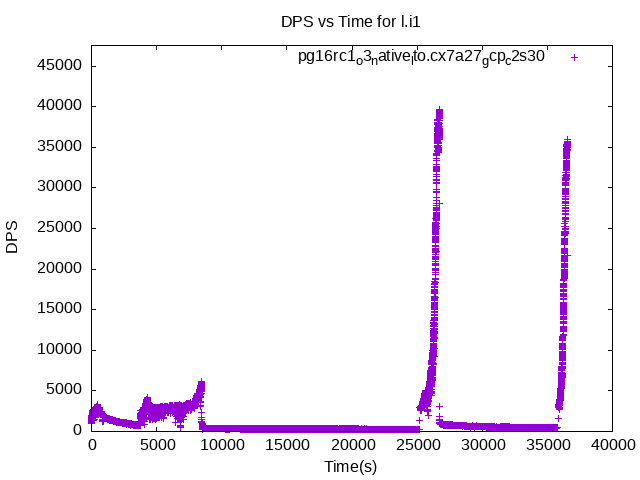 DPS vs Time for l.i1
pg16rc1o3native_lto.cx7a27gcpc2s30
45000
40000
35000
30000
25000
20000
15000
10000
5000
0
DPS
0 5000 10000 15000 20000 25000 30000 35000 40000
Time(s)